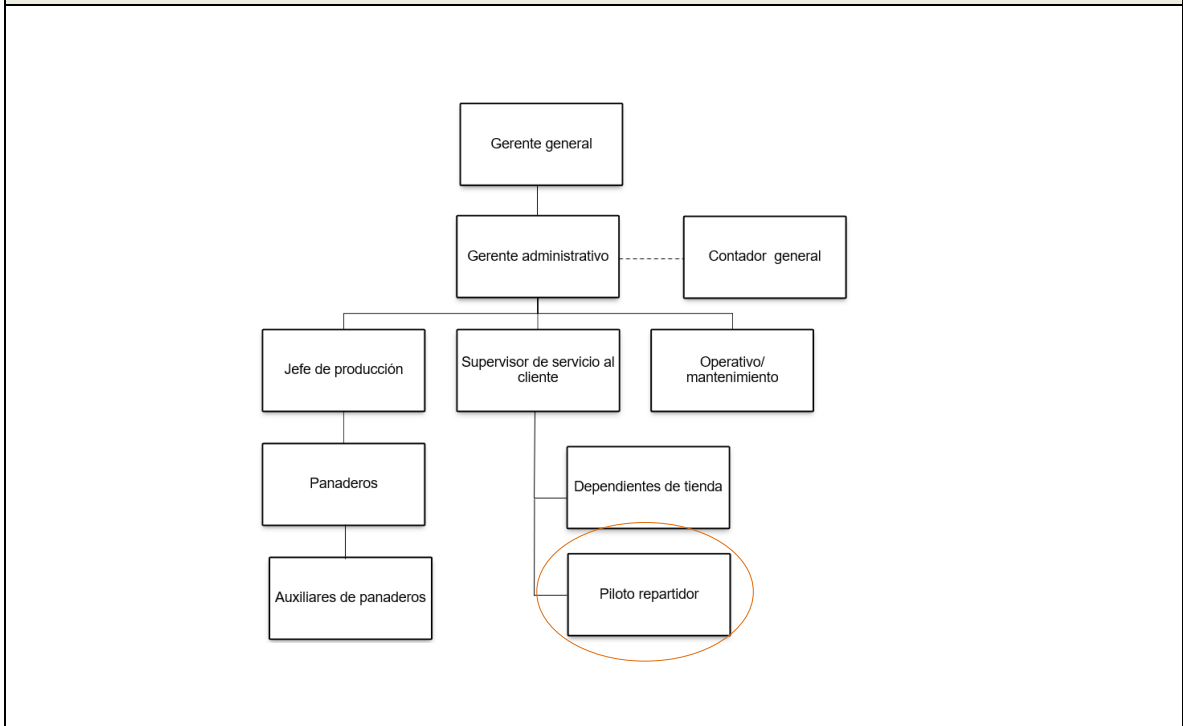 Gerente general
Gerente administrativo
Contador general
Jefe de producción
Supervisor de servicio al
cliente
Operativo/
mantenimiento
Panaderos
Dependientes de tienda
Auxiliares de panaderos
Piloto repartidor